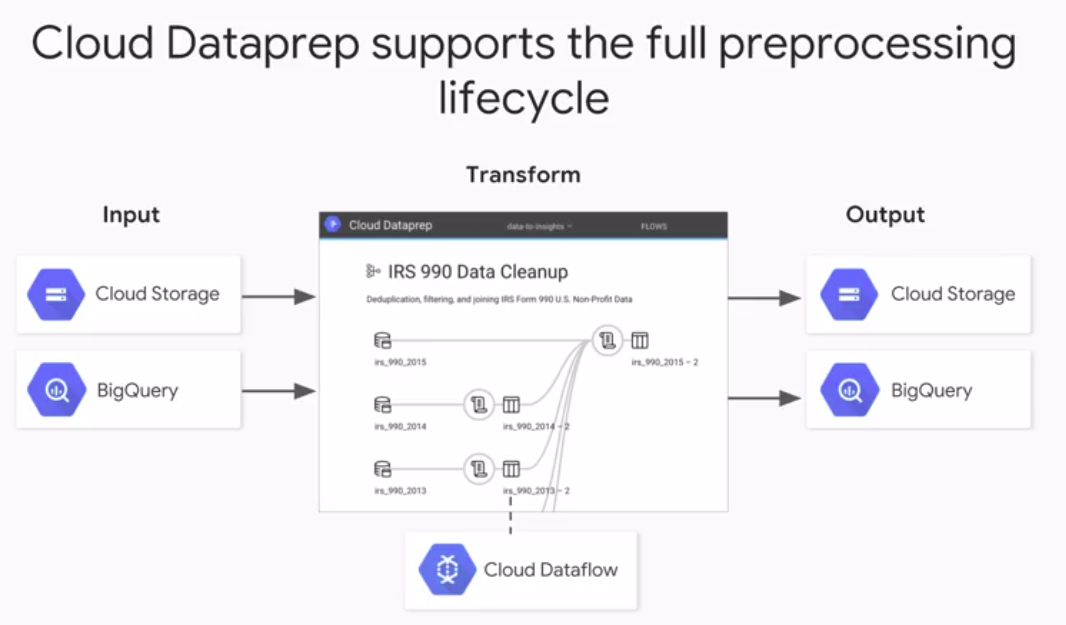 Cloud Dataprep supports the full preprocessing
lifecycle
Input
Transform
Output
Cloud Storage
BigQuery
Cloud Dataprep
data-to-insights
FLOWS
IRS 990 Data Cleanup
Deduplication, filtering, and joining IRS Form 990 U.S. Non-Profit Data
irs_990_2015
irs_990_2015 – 2
irs_990_2014
irs_990_2014 – 2
irs_990_2013
irs_990_2013 – 2
Cloud Dataflow
Cloud Storage
BigQuery